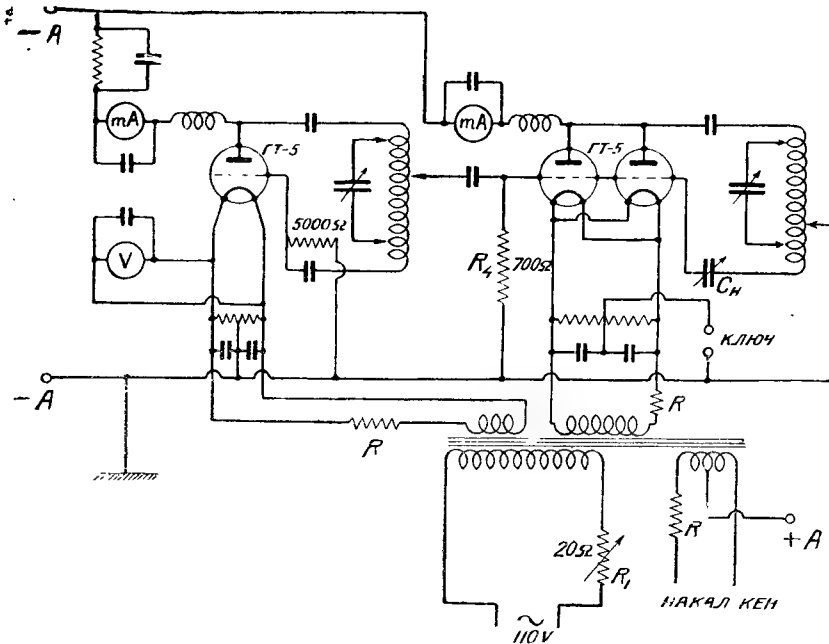 − A
mA
mA
ГТ-5
ГТ-5
5000Ω
V
R₄
700Ω
Cн
КЛЮЧ
− A
R
R
20Ω
R₁
R
+ A
НАКАЛ КЕН
~
110V